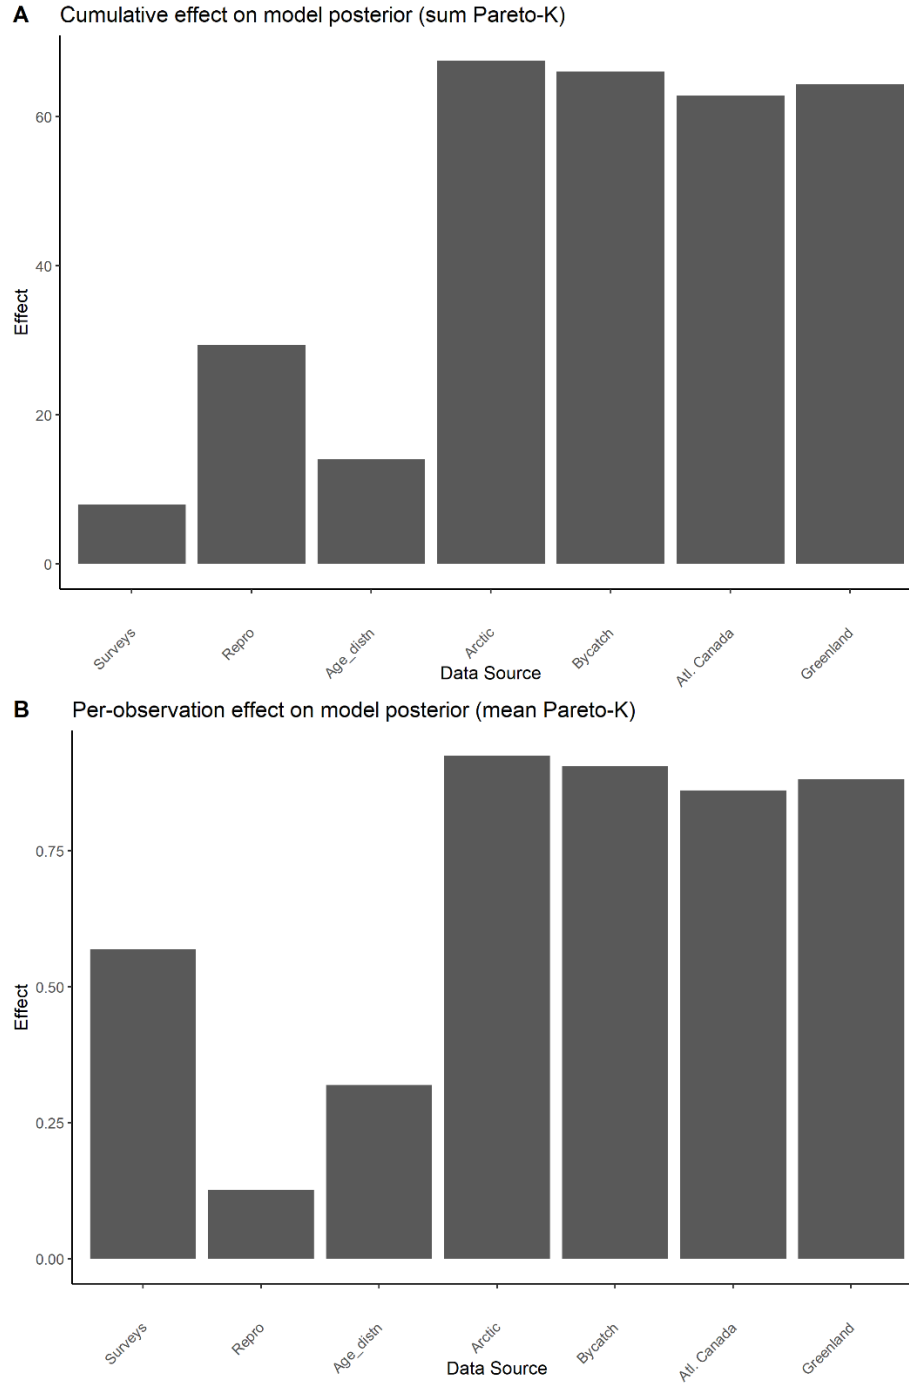 A Cumulative effect on model posterior (sum Pareto-K)
60
40
20
0
Effect
Surveys
Repro
Age_distn
Arctic
Bycatch
Atl. Canada
Greenland
Data Source
B Per-observation effect on model posterior (mean Pareto-K)
0.75
0.50
0.25
0.00
Effect
Surveys
Repro
Age_distn
Arctic
Bycatch
Atl. Canada
Greenland
Data Source